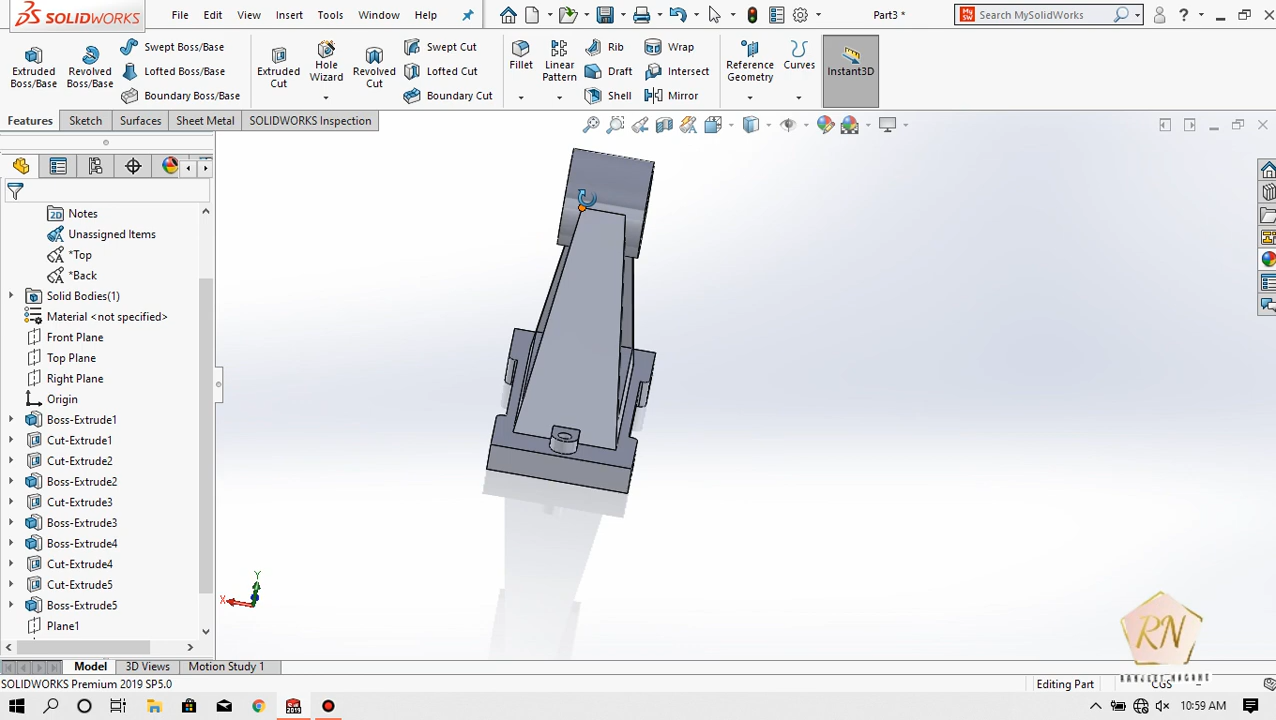 SOLIDWORKS
File Edit View Insert Tools Window Help
Part3 *
Search MySolidWorks
?
Extruded Boss/Base
Revolved Boss/Base
Swept Boss/Base
Lofted Boss/Base
Boundary Boss/Base
Extruded Cut
Hole Wizard
Revolved Cut
Swept Cut
Lofted Cut
Boundary Cut
Fillet
Linear Pattern
Rib
Draft
Shell
Wrap
Intersect
Mirror
Reference Geometry
Curves
Instant3D
Features Sketch Surfaces Sheet Metal SOLIDWORKS Inspection
Notes
Unassigned Items
*Top
*Back
Solid Bodies(1)
Material <not specified>
Front Plane
Top Plane
Right Plane
Origin
Boss-Extrude1
Cut-Extrude1
Cut-Extrude2
Boss-Extrude2
Cut-Extrude3
Boss-Extrude3
Boss-Extrude4
Cut-Extrude4
Cut-Extrude5
Boss-Extrude5
Plane1
Y
X
RN
Model 3D Views Motion Study 1
SOLIDWORKS Premium 2019 SP5.0
Editing Part
CGS
10:59 AM